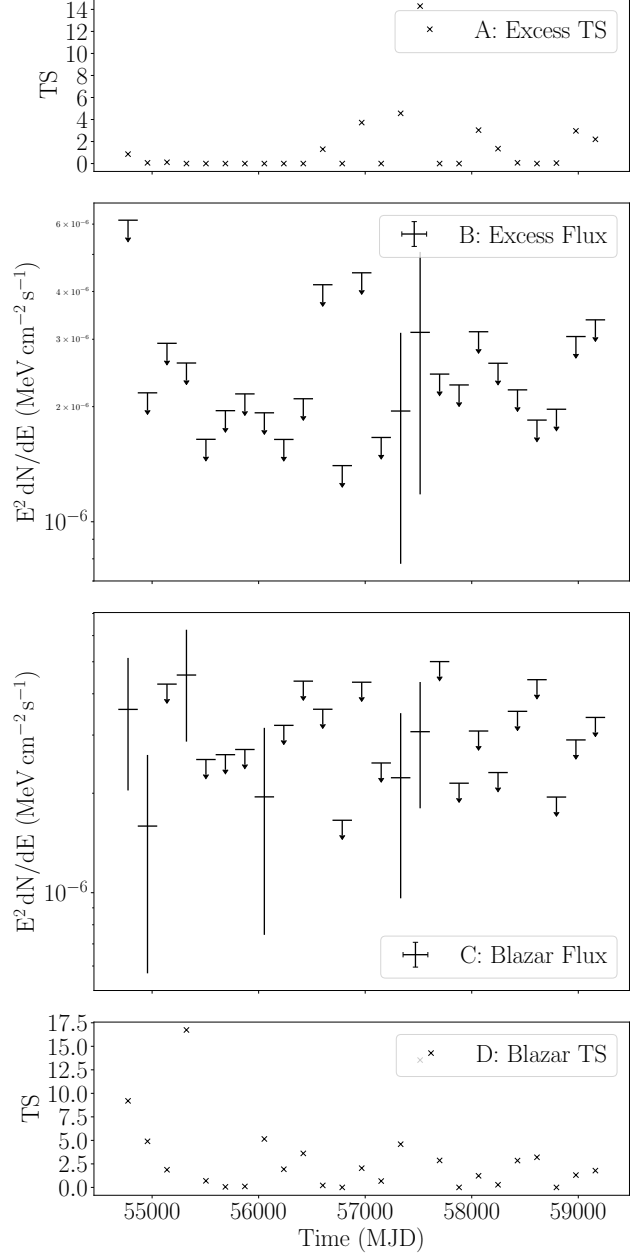 14
12
10
8
6
4
2
0
TS
A: Excess TS
6 × 10⁻⁶
4 × 10⁻⁶
3 × 10⁻⁶
2 × 10⁻⁶
10⁻⁶
E² dN/dE (MeV cm⁻² s⁻¹)
B: Excess Flux
10⁻⁶
E² dN/dE (MeV cm⁻² s⁻¹)
C: Blazar Flux
17.5
15.0
12.5
10.0
7.5
5.0
2.5
0.0
TS
D: Blazar TS
55000 56000 57000 58000 59000
Time (MJD)